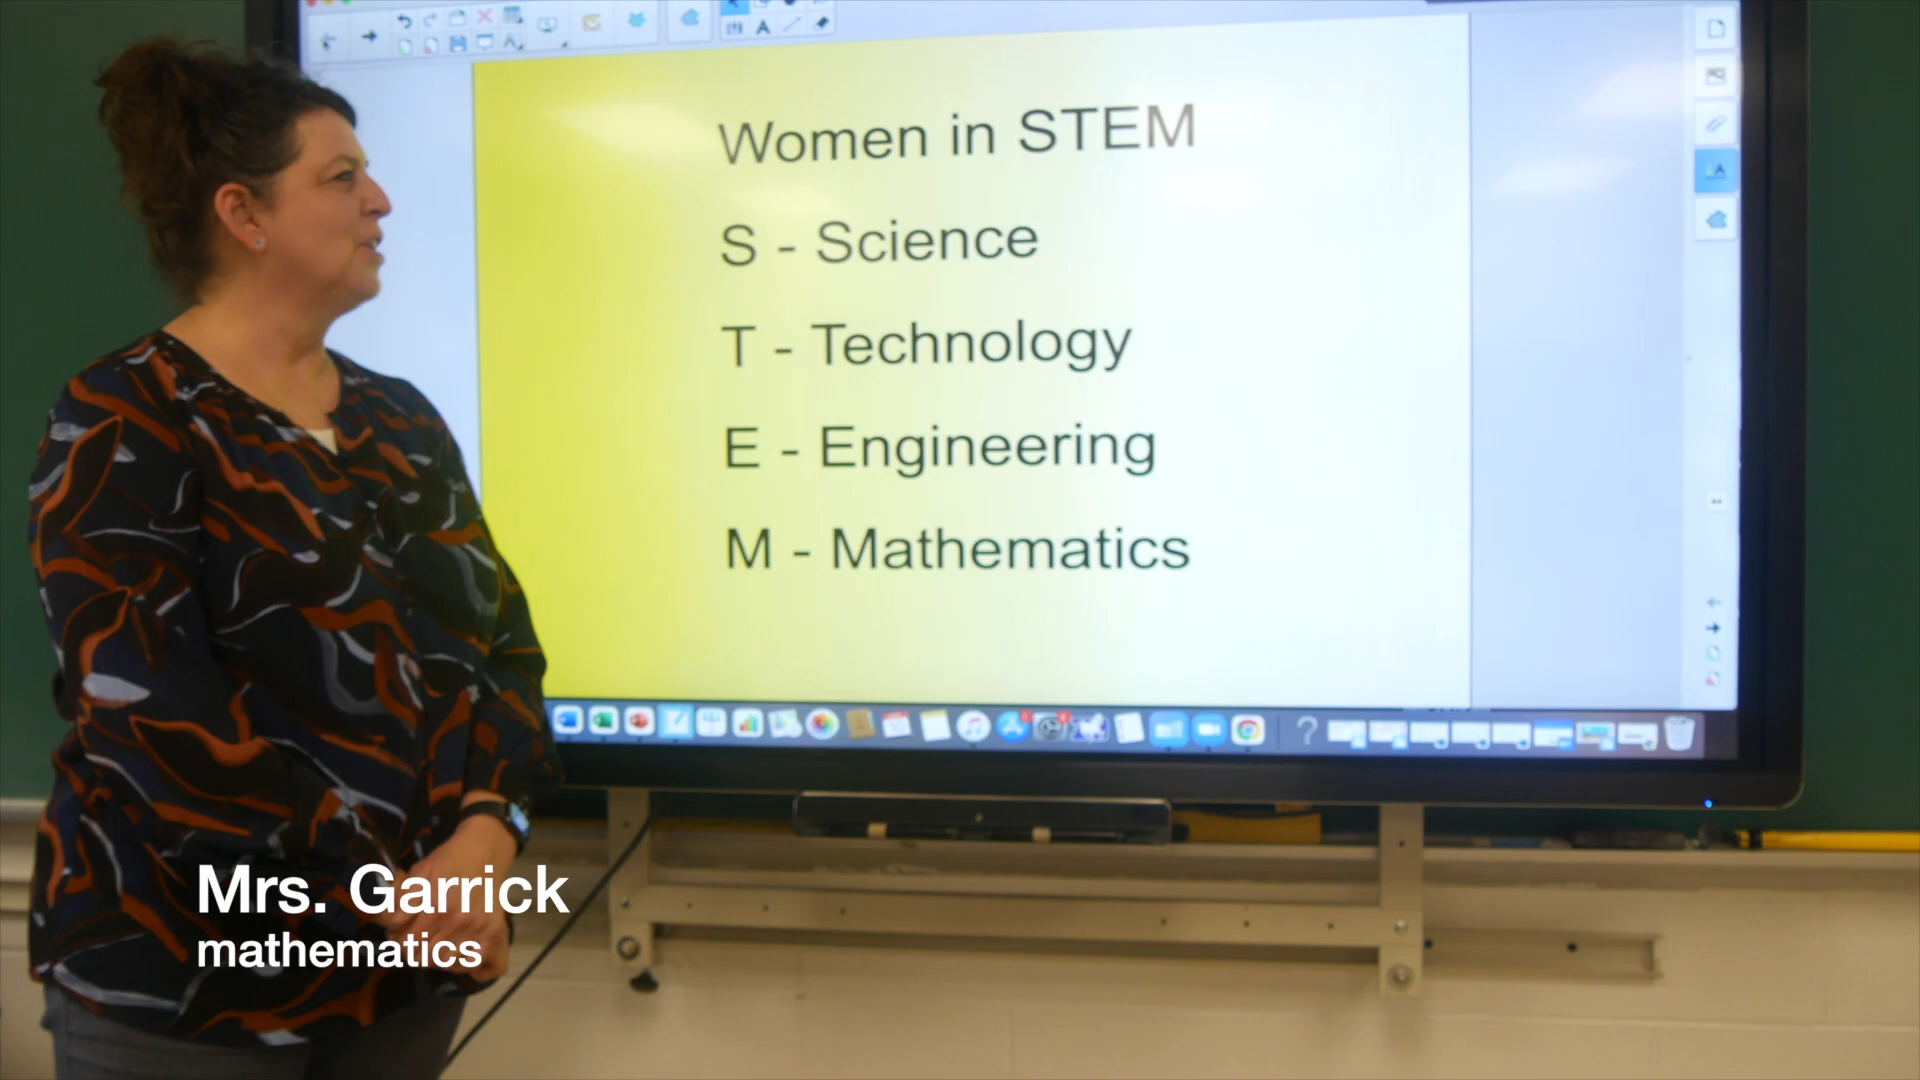 Women in STEM
S - Science
T - Technology
E - Engineering
M - Mathematics
Mrs. Garrick
mathematics